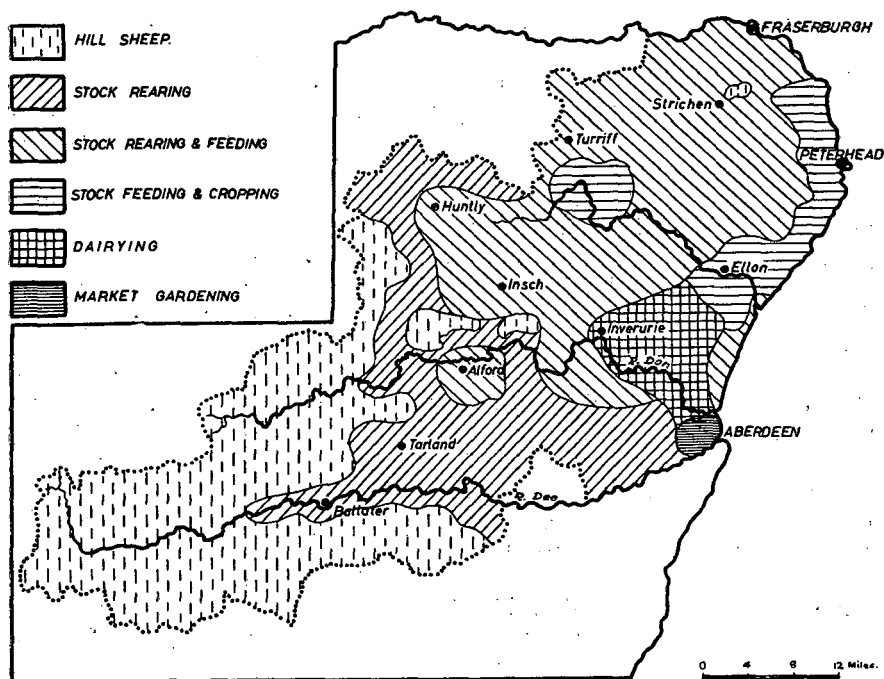 HILL SHEEP.
STOCK REARING
STOCK REARING & FEEDING
STOCK FEEDING & CROPPING
DAIRYING
MARKET GARDENING
FRASERBURGH
Strichen
Turriff
PETERHEAD
Huntly
Ellon
Insch
Inverurie
R. Don
Alford
ABERDEEN
Tarland
R. Dee
Ballater
0 4 8 12 Miles.